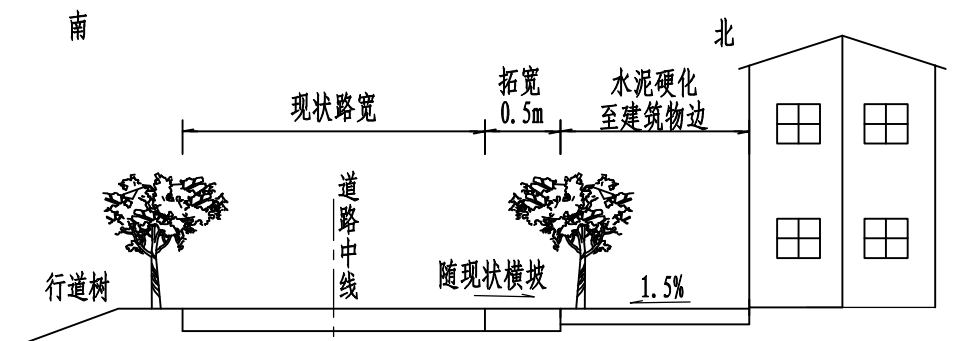 南
北
现状路宽
拓宽
0.5m
水泥硬化
至建筑物边
道路中线
行道树
随现状横坡
1.5%